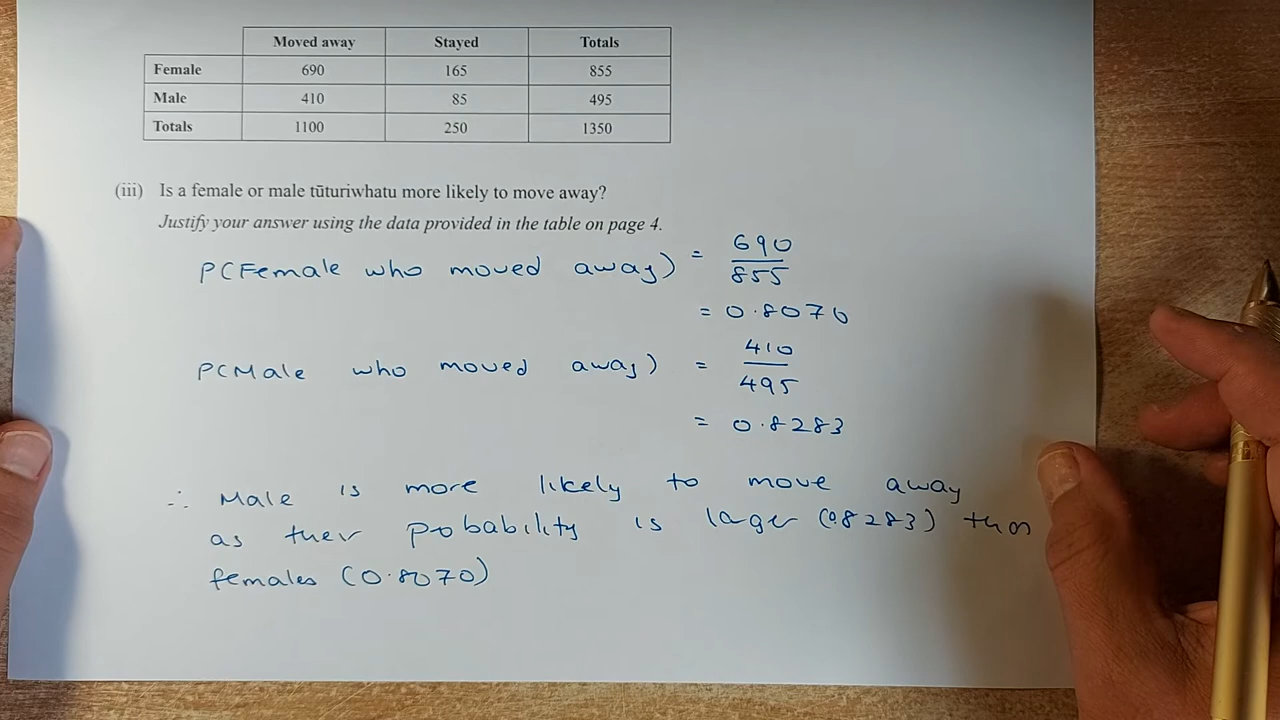 Moved away Stayed Totals
Female 690 165 855
Male 410 85 495
Totals 1100 250 1350
(iii) Is a female or male tūturiwhatu more likely to move away?
Justify your answer using the data provided in the table on page 4.
P(Female who moved away) = 690/855
= 0.8070
P(Male who moved away) = 410/495
= 0.8283
∴ Male is more likely to move away
as their probability is larger (0.8283) than
females (0.8070)